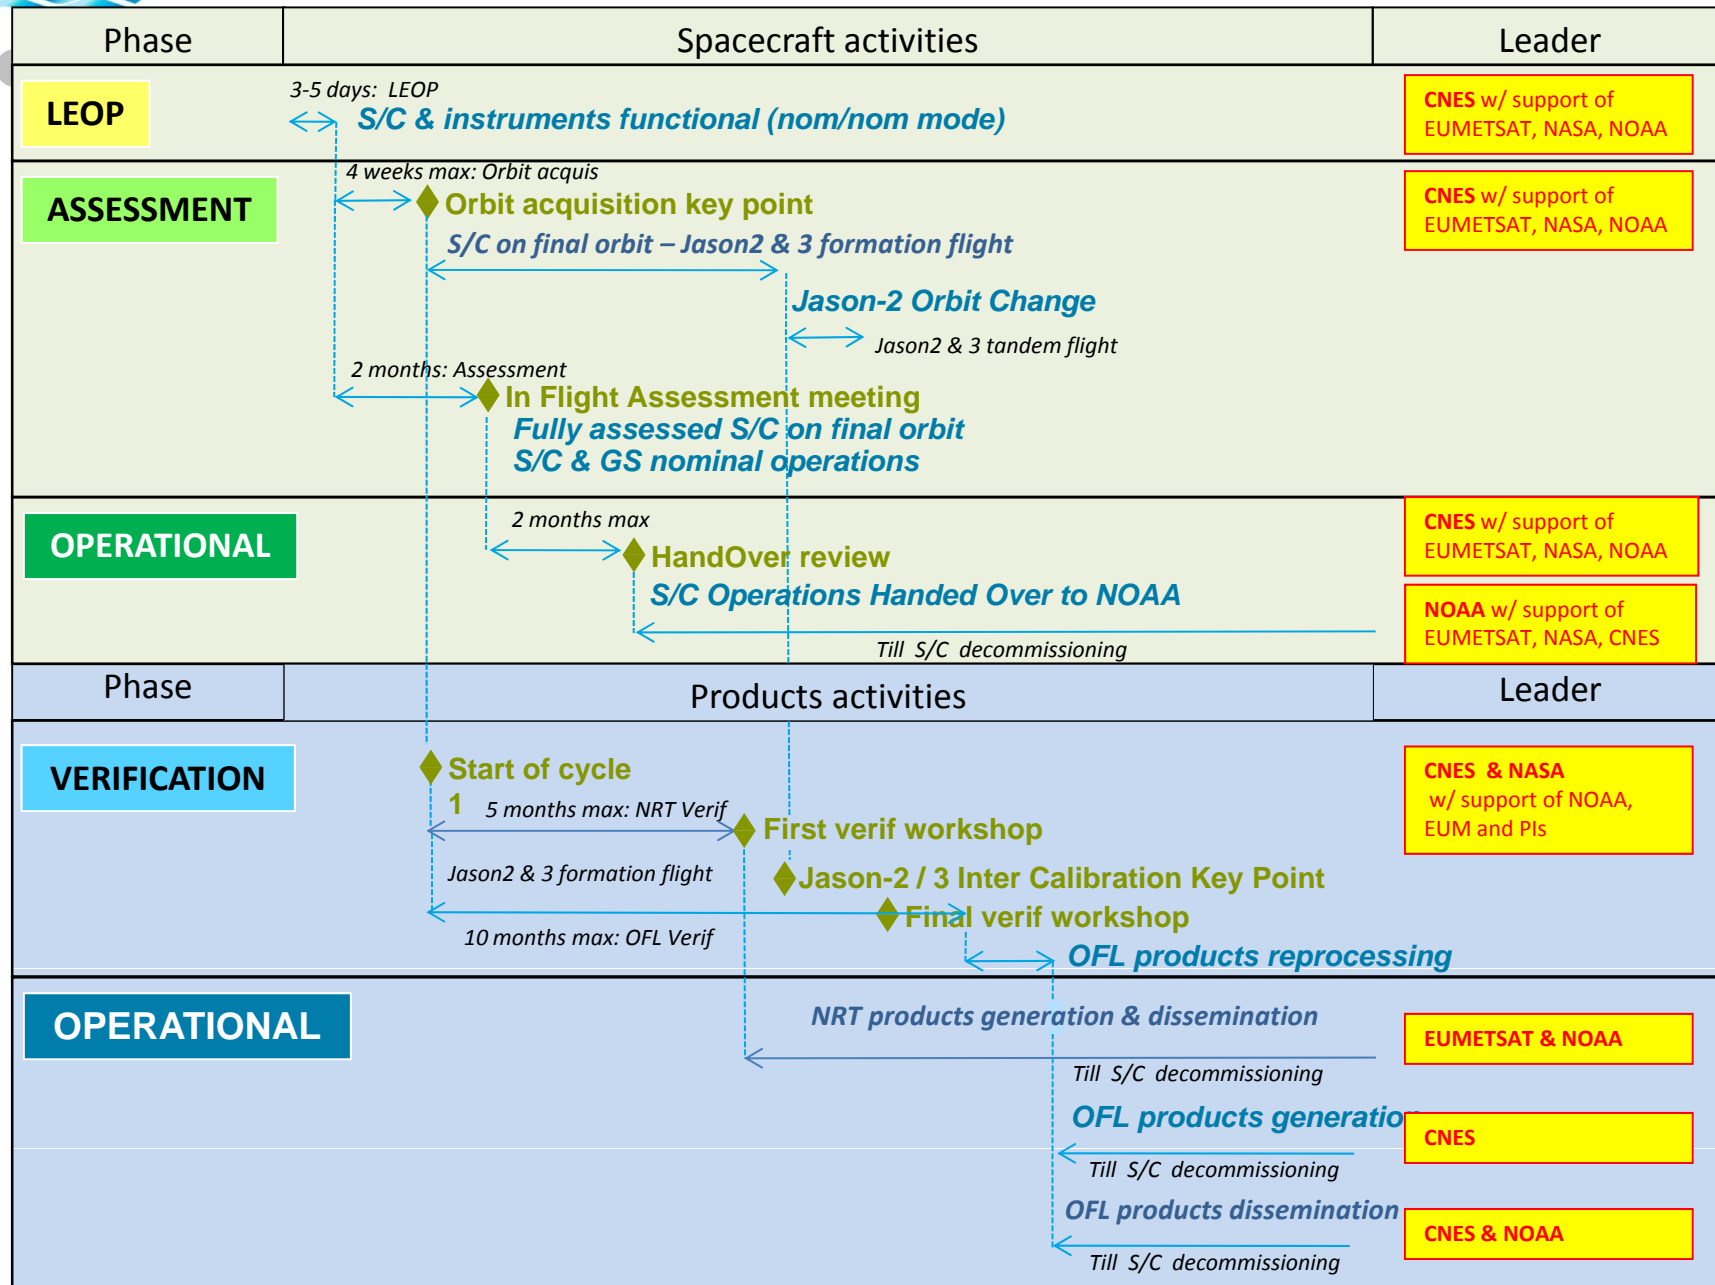 Phase Spacecraft activities Leader
3-5 days: LEOP
LEOP
S/C & instruments functional (nom/nom mode)
CNES w/ support of
EUMETSAT, NASA, NOAA
4 weeks max: Orbit acquis
ASSESSMENT
Orbit acquisition key point
CNES w/ support of
EUMETSAT, NASA, NOAA
S/C on final orbit – Jason2 & 3 formation flight
Jason-2 Orbit Change
Jason2 & 3 tandem flight
2 months: Assessment
In Flight Assessment meeting
Fully assessed S/C on final orbit
S/C & GS nominal operations
OPERATIONAL
2 months max
HandOver review
CNES w/ support of
EUMETSAT, NASA, NOAA
S/C Operations Handed Over to NOAA
NOAA w/ support of
EUMETSAT, NASA, CNES
Till S/C decommissioning
Phase Products activities Leader
VERIFICATION
Start of cycle
1
5 months max: NRT Verif
CNES & NASA
w/ support of NOAA,
EUM and PIs
First verif workshop
Jason2 & 3 formation flight
Jason-2 / 3 Inter Calibration Key Point
Final verif workshop
10 months max: OFL Verif
OFL products reprocessing
OPERATIONAL
NRT products generation & dissemination
EUMETSAT & NOAA
Till S/C decommissioning
OFL products generatio
CNES
Till S/C decommissioning
OFL products dissemination
CNES & NOAA
Till S/C decommissioning